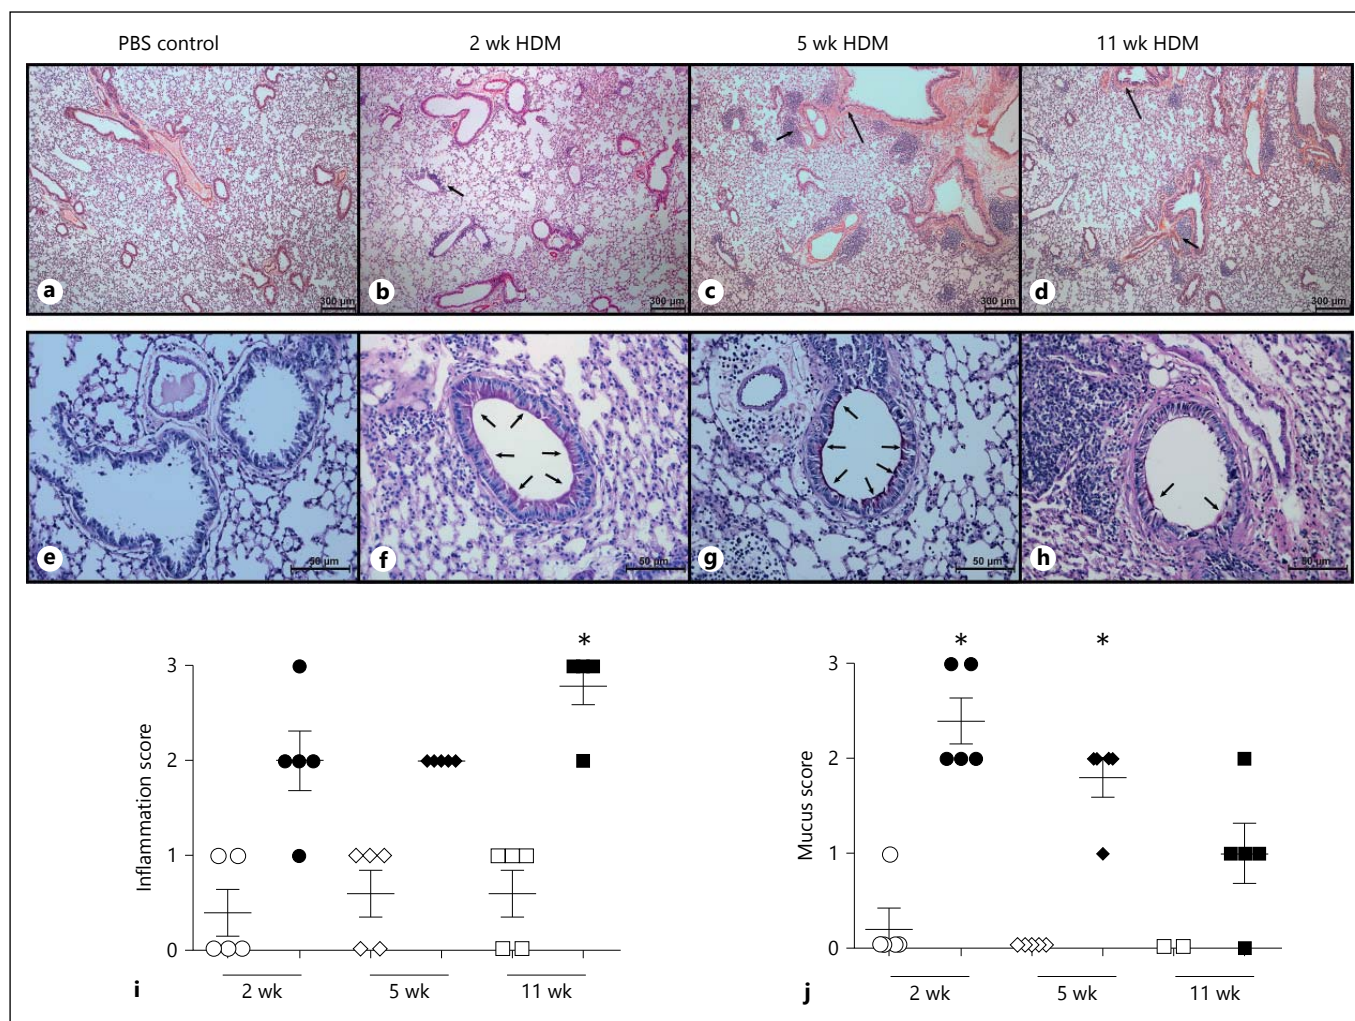 PBS control 2 wk HDM 5 wk HDM 11 wk HDM
a 300 μm b 300 μm c 300 μm d 300 μm
e 50 μm f 50 μm g 50 μm h 50 μm
* * *
3 3
2 2
1 1
0 0
Inflammation score
Mucus score
i 2 wk 5 wk 11 wk j 2 wk 5 wk 11 wk